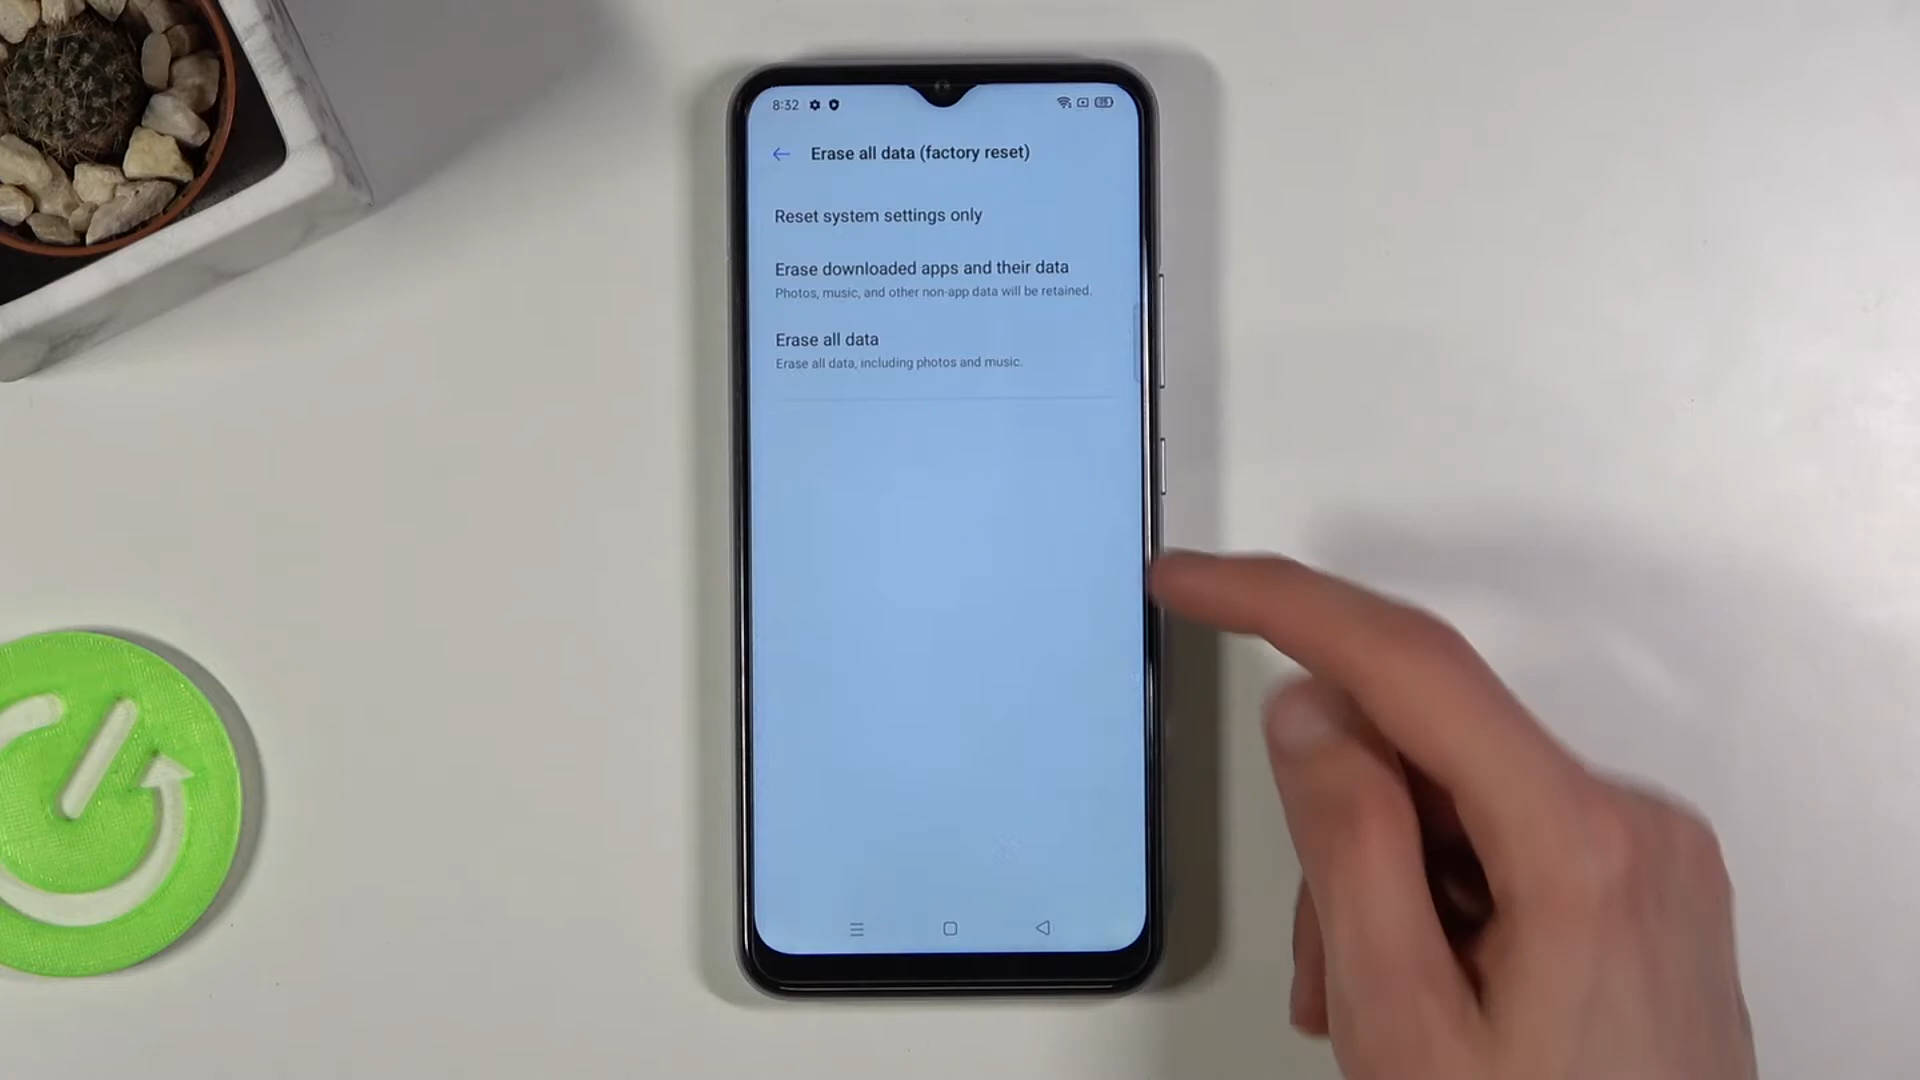 8:32
Erase all data (factory reset)
Reset system settings only
Erase downloaded apps and their data
Photos, music, and other non-app data will be retained.
Erase all data
Erase all data, including photos and music.